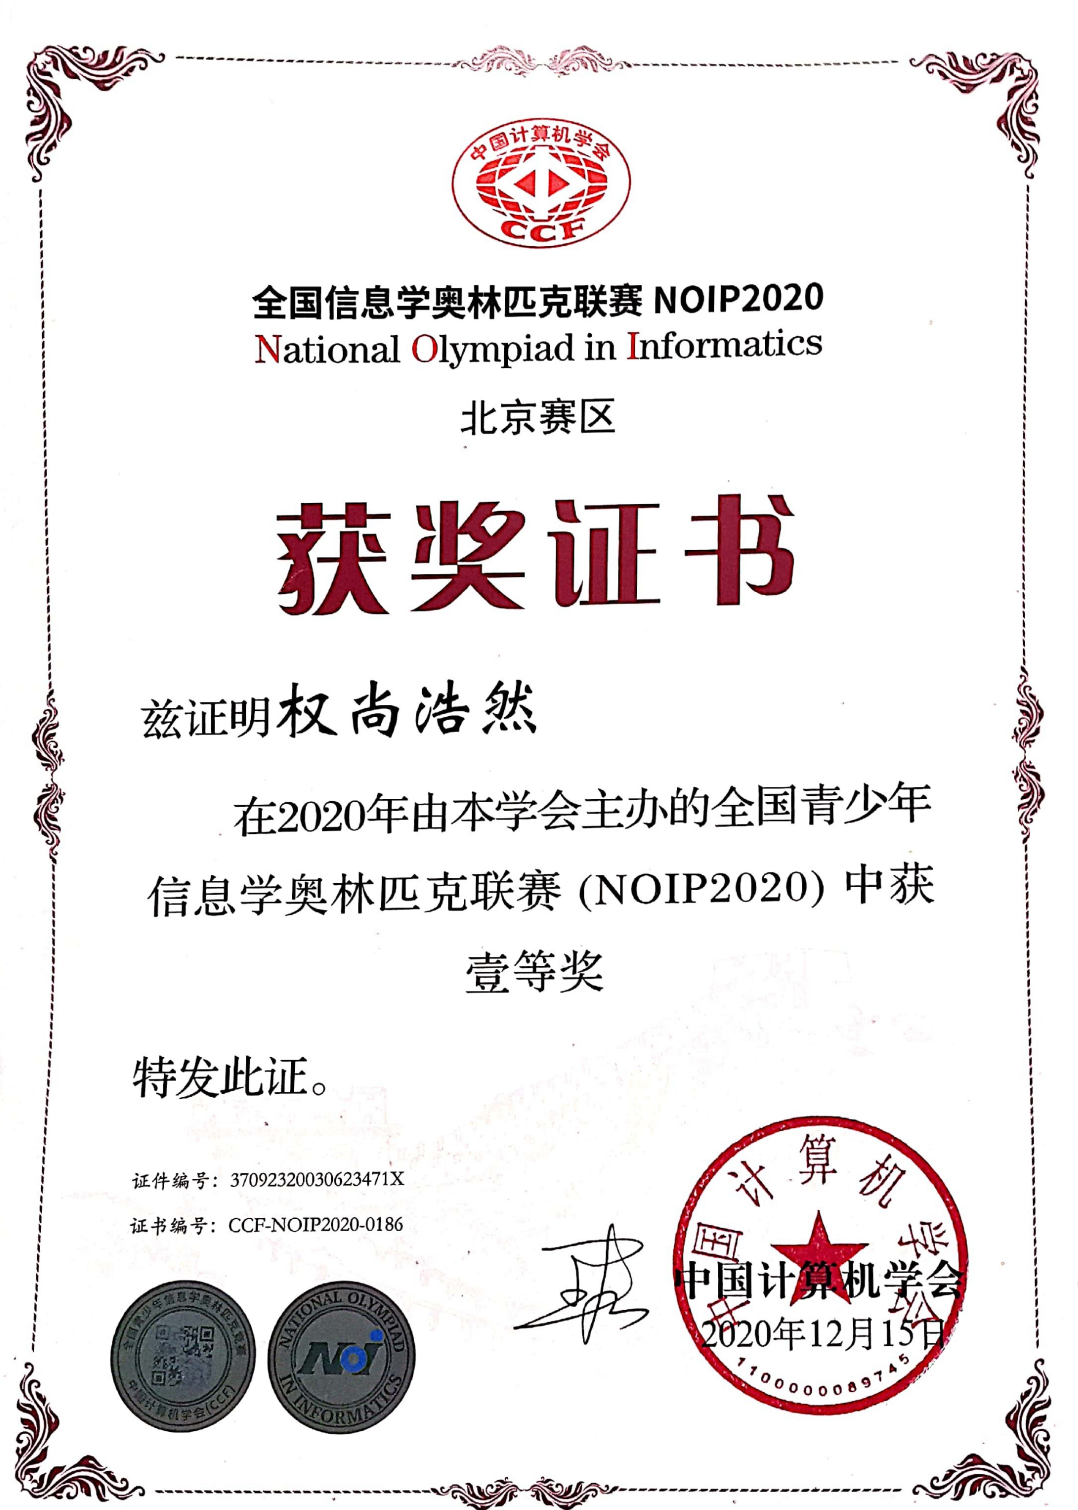 中国计算机学会
CCF
全国信息学奥林匹克联赛 NOIP2020
National Olympiad in Informatics
北京赛区
获奖证书
兹证明权尚浩然
在2020年由本学会主办的全国青少年
信息学奥林匹克联赛 (NOIP2020) 中获
壹等奖
特发此证。
证件编号：37092320030623471X
证书编号：CCF-NOIP2020-0186
中国计算机学会
中国计算机学会
2020年12月15日
1100000089745
全国青少年信息学奥林匹克竞赛
中国计算机学会(CCF)
NATIONAL OLYMPIAD
NOI
IN INFORMATICS